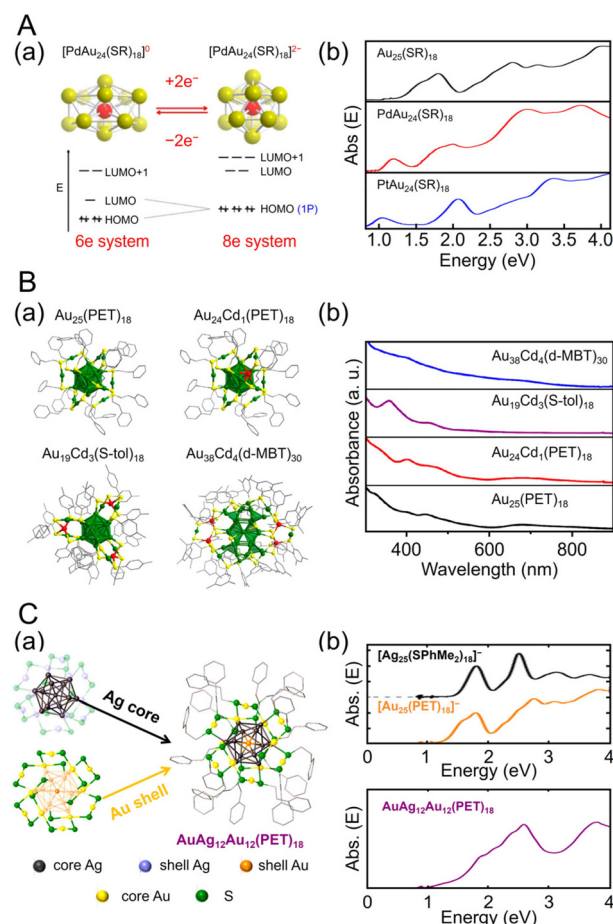 A
(a)
[PdAu24(SR)18]0
[PdAu24(SR)18]2−
+2e−
−2e−
E
LUMO+1
LUMO
HOMO
6e system
LUMO+1
LUMO
HOMO (1P)
8e system
(b)
Abs (E)
Au25(SR)18
PdAu24(SR)18
PtAu24(SR)18
1.0 1.5 2.0 2.5 3.0 3.5 4.0
Energy (eV)
B
(a)
Au25(PET)18
Au24Cd1(PET)18
Au19Cd3(S-tol)18
Au38Cd4(d-MBT)30
(b)
Absorbance (a. u.)
Au38Cd4(d-MBT)30
Au19Cd3(S-tol)18
Au24Cd1(PET)18
Au25(PET)18
400 600 800
Wavelength (nm)
C
(a)
Ag core
Au shell
AuAg12Au12(PET)18
core Ag
shell Ag
shell Au
core Au
S
(b)
Abs. (E)
[Ag25(SPhMe2)18]−
[Au25(PET)18]−
0 1 2 3 4
Energy (eV)
Abs. (E)
AuAg12Au12(PET)18
0 1 2 3 4
Energy (eV)